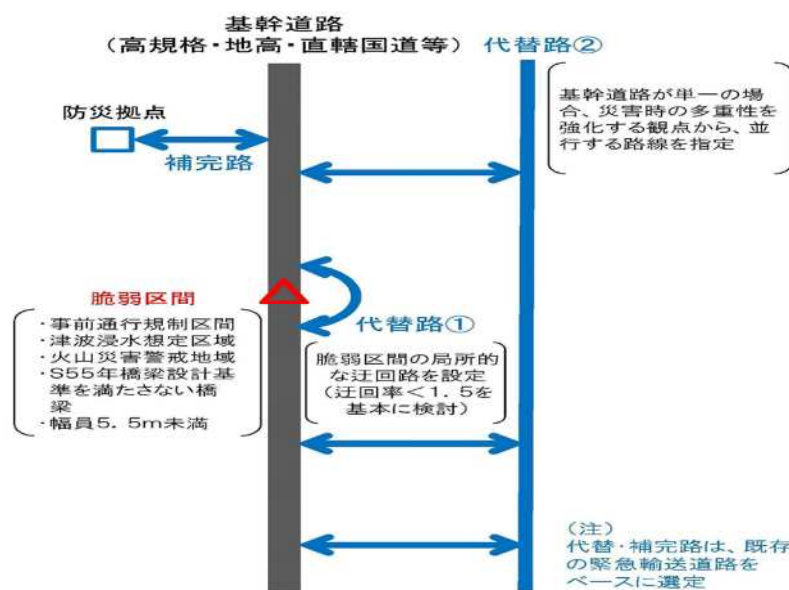 基幹道路
（高規格・地高・直轄国道等）
代替路②
基幹道路が単一の場
合、災害時の多重性を
強化する観点から、並
行する路線を指定
防災拠点
補完路
脆弱区間
・事前通行規制区間
・津波浸水想定区域
・火山災害警戒地域
・S55年橋梁設計基
準を満たさない橋
梁
・幅員5．5m未満
代替路①
脆弱区間の局所的
な迂回路を設定
（迂回率＜1．5を
基本に検討）
（注）
代替・補完路は、既存
の緊急輸送道路を
ベースに選定